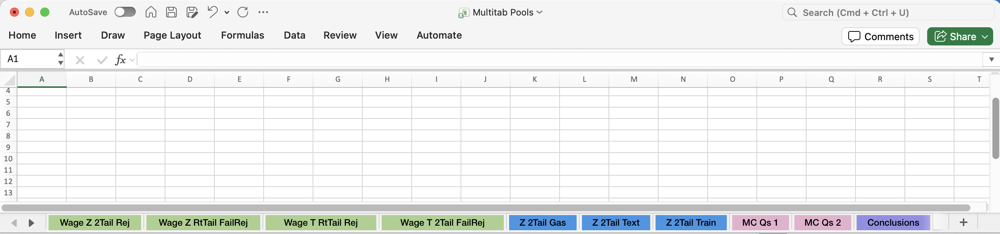 AutoSave
Multitab Pools
Search (Cmd + Ctrl + U)
Home Insert Draw Page Layout Formulas Data Review View Automate
Comments Share
A1 fx
A B C D E F G H I J K L M N O P Q R S T
4
5
6
7
8
9
10
11
12
13
Wage Z 2Tail Rej Wage Z RtTail FailRej Wage T RtTail Rej Wage T 2Tail FailRej Z 2Tail Gas Z 2Tail Text Z 2Tail Train MC Qs 1 MC Qs 2 Conclusions